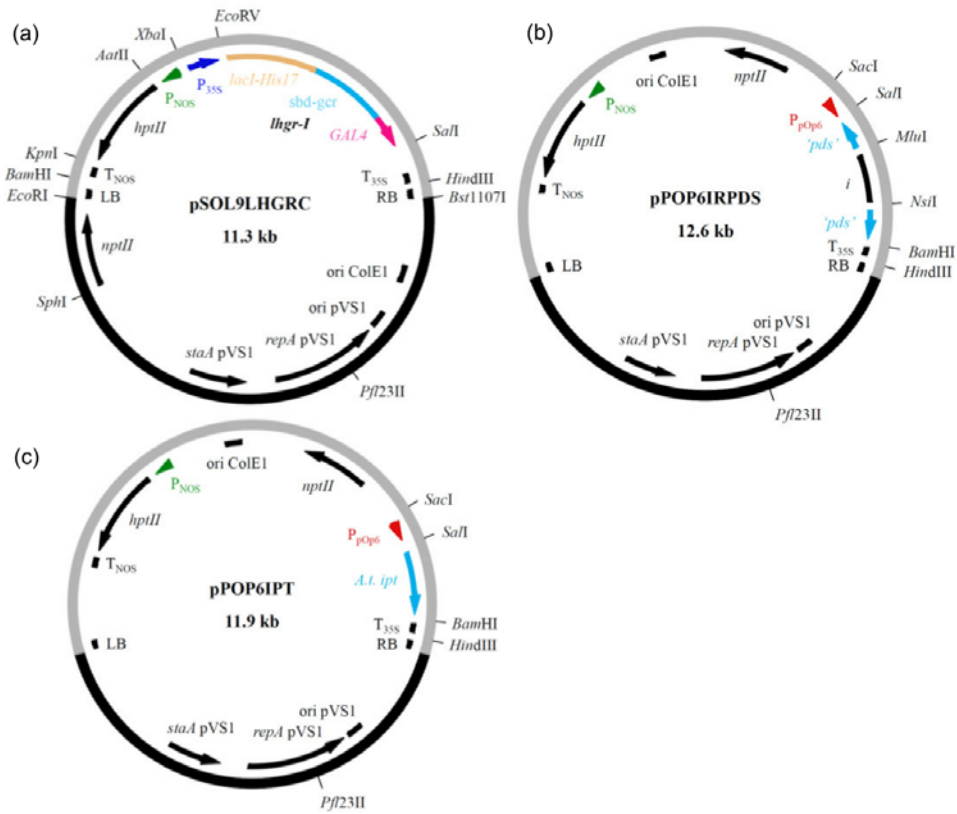 (a)
EcoRV
XbaI
AatII
P35S
lacI-His17
PNOS
sbd-gcr
hptII
lhgr-I
GAL4
SalI
KpnI
BamHI
EcoRI
TNOS
LB
T35S
RB
HindIII
Bst1107I
pSOL9LHGRC
11.3 kb
nptII
SphI
ori ColE1
ori pVS1
repA pVS1
staA pVS1
Pfl23II
(b)
ori ColE1
nptII
PNOS
SacI
SalI
PpOp6
hptII
'pds'
MluI
TNOS
pPOP6IRPDS
12.6 kb
i
NsiI
'pds'
T35S
RB
BamHI
HindIII
LB
ori pVS1
staA pVS1
repA pVS1
Pfl23II
(c)
ori ColE1
nptII
PNOS
SacI
hptII
PpOp6
SalI
TNOS
pPOP6IPT
11.9 kb
A.t. ipt
T35S
RB
BamHI
HindIII
LB
ori pVS1
staA pVS1
repA pVS1
Pfl23II